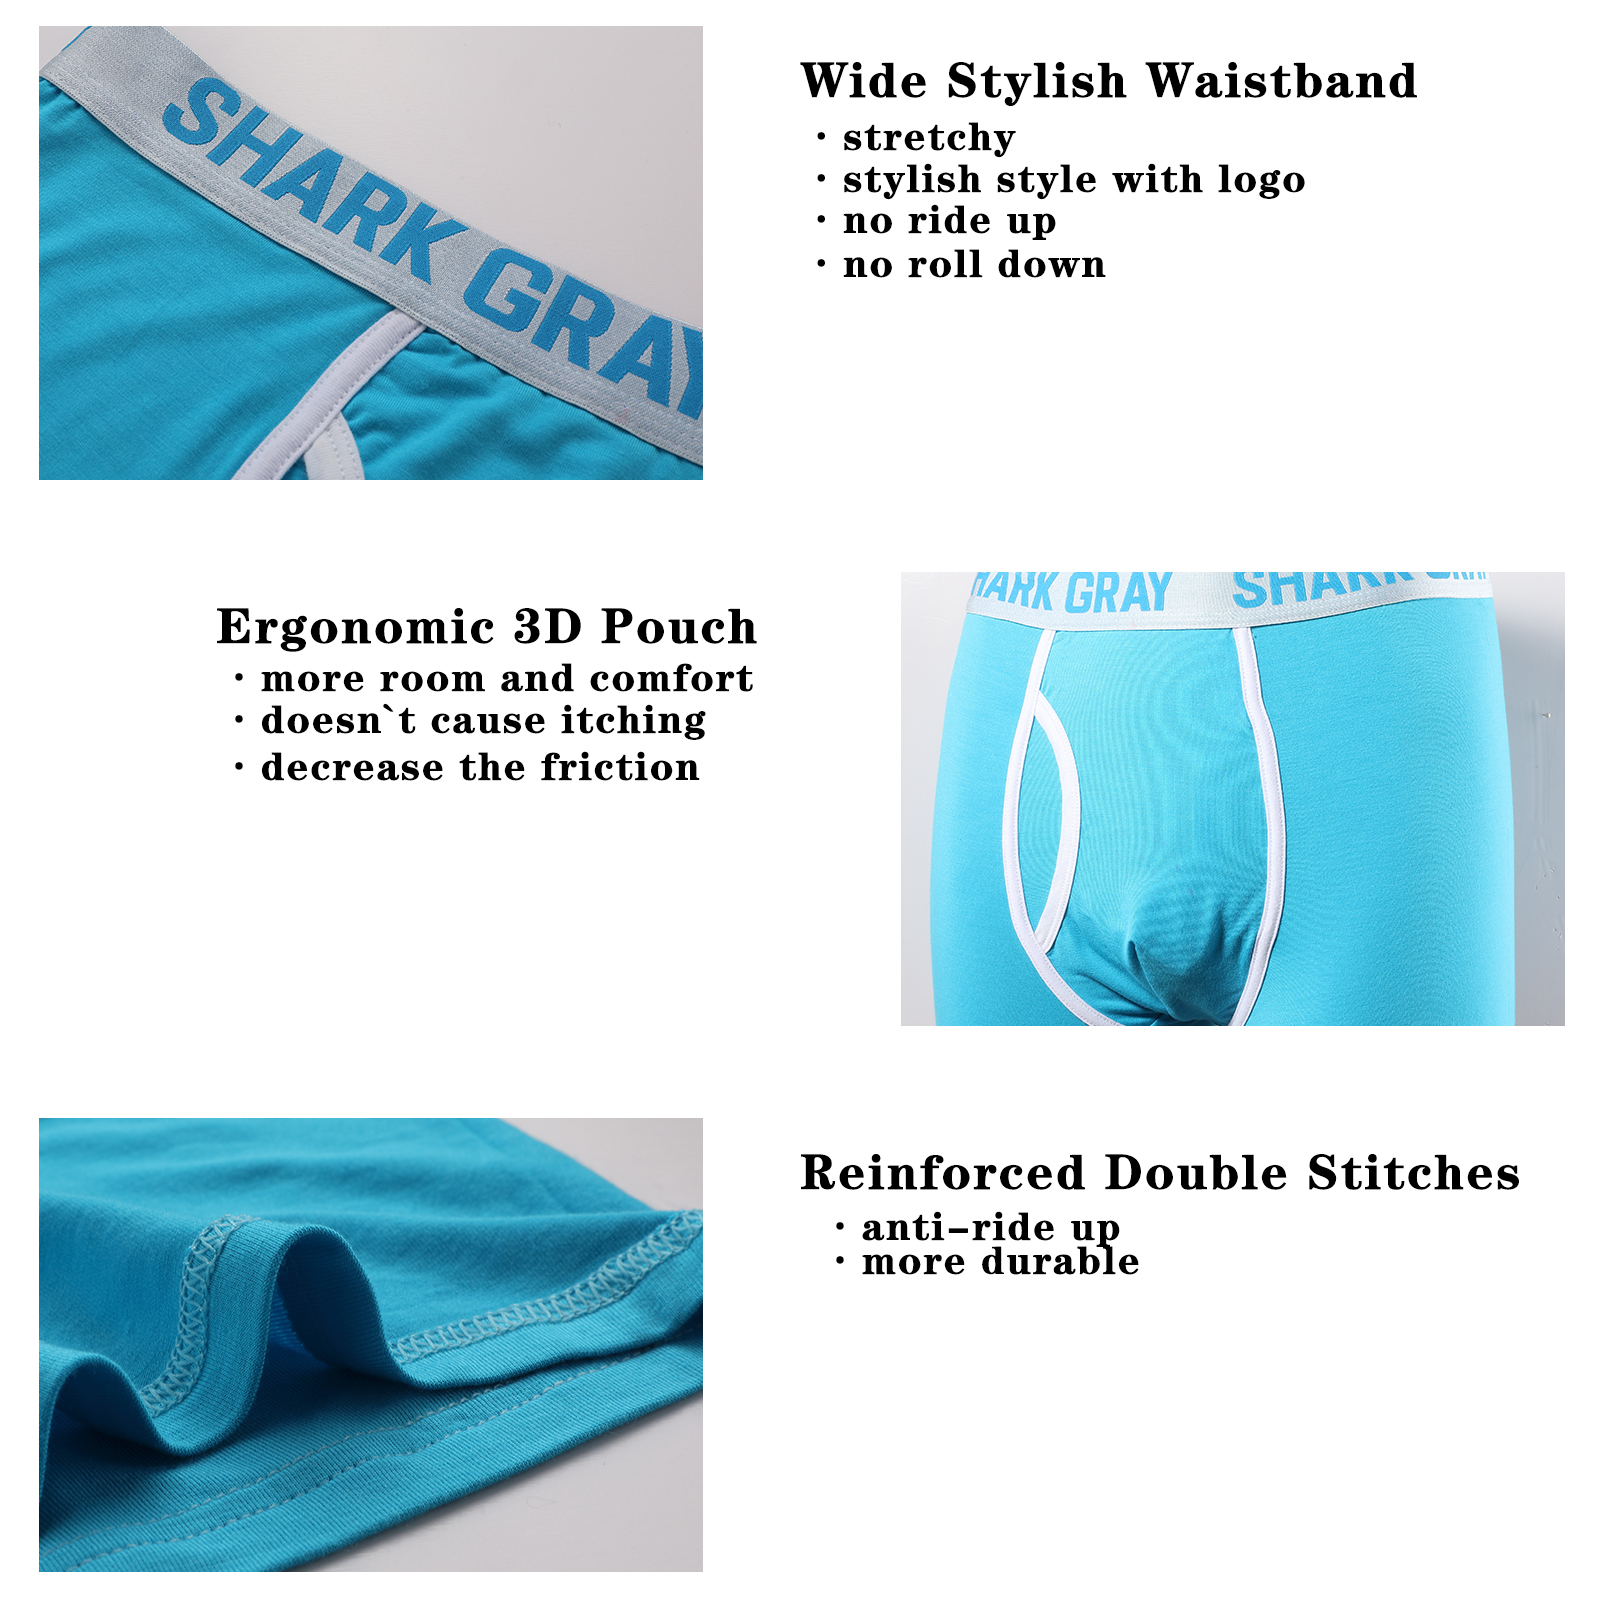 SHARK GRAY
Wide Stylish Waistband
· stretchy
· stylish style with logo
· no ride up
· no roll down
Ergonomic 3D Pouch
· more room and comfort
· doesn`t cause itching
· decrease the friction
HARK GRAY SHARK GRAY
Reinforced Double Stitches
· anti-ride up
· more durable